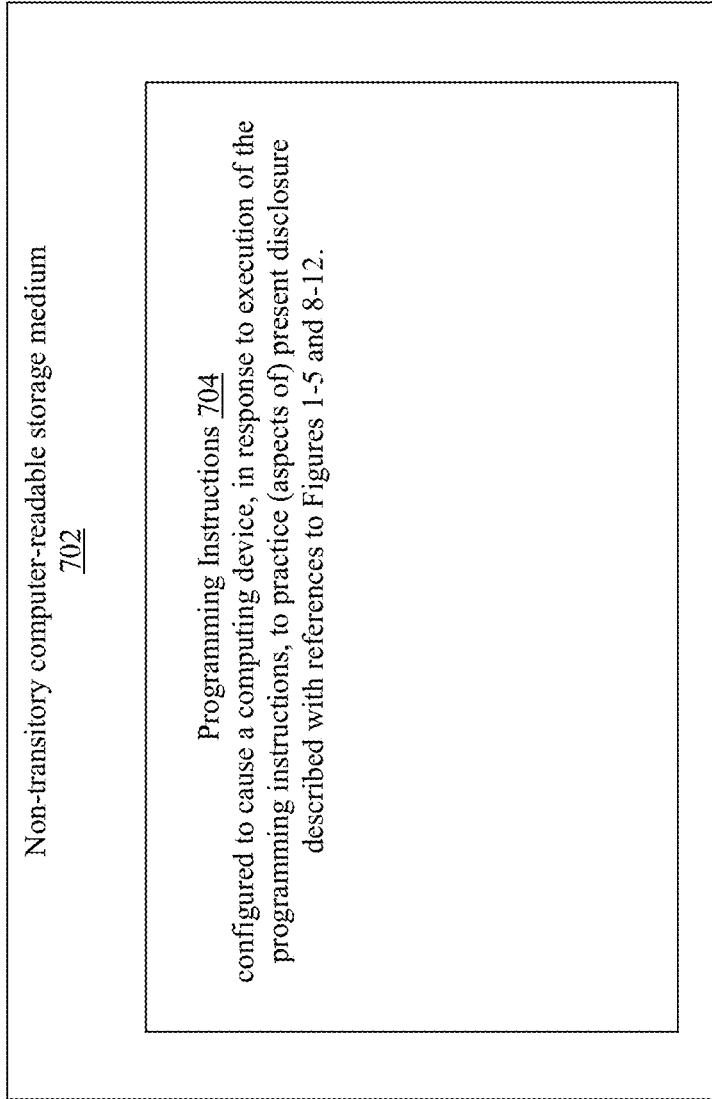 Non-transitory computer-readable storage medium
702
Programming Instructions 704
configured to cause a computing device, in response to execution of the
programming instructions, to practice (aspects of) present disclosure
described with references to Figures 1-5 and 8-12.